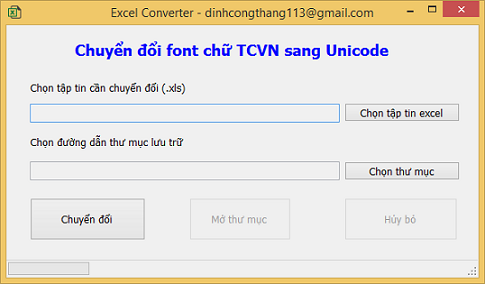 Excel Converter - dinhcongthang113@gmail.com
Chuyển đổi font chữ TCVN sang Unicode
Chọn tập tin cần chuyển đổi (.xls)
Chọn tập tin excel
Chọn đường dẫn thư mục lưu trữ
Chọn thư mục
Chuyển đổi
Mở thư mục
Hủy bỏ